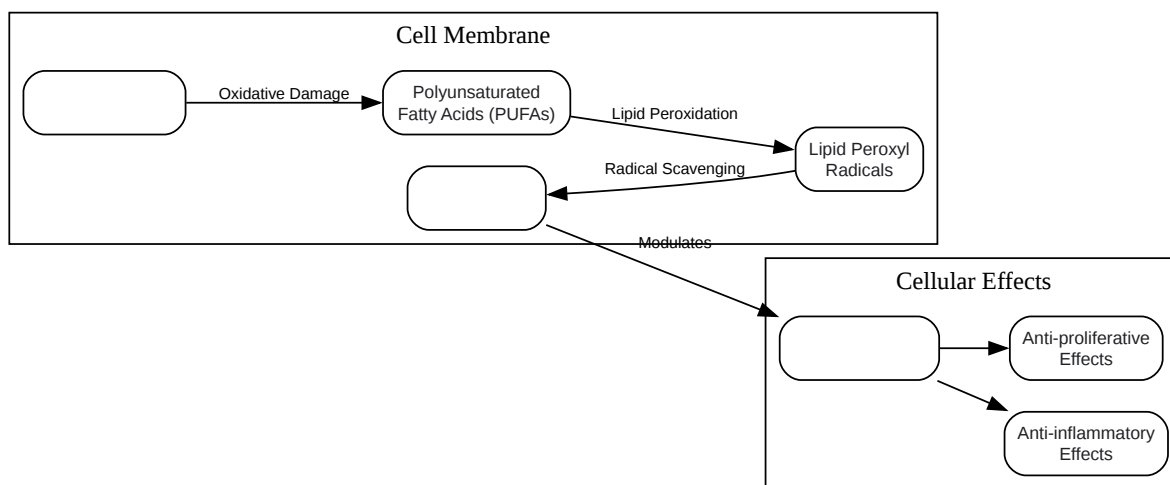 Cell Membrane
Oxidative Damage
Polyunsaturated
Fatty Acids (PUFAs)
Lipid Peroxidation
Lipid Peroxyl
Radicals
Radical Scavenging
Modulates
Cellular Effects
Anti-proliferative
Effects
Anti-inflammatory
Effects